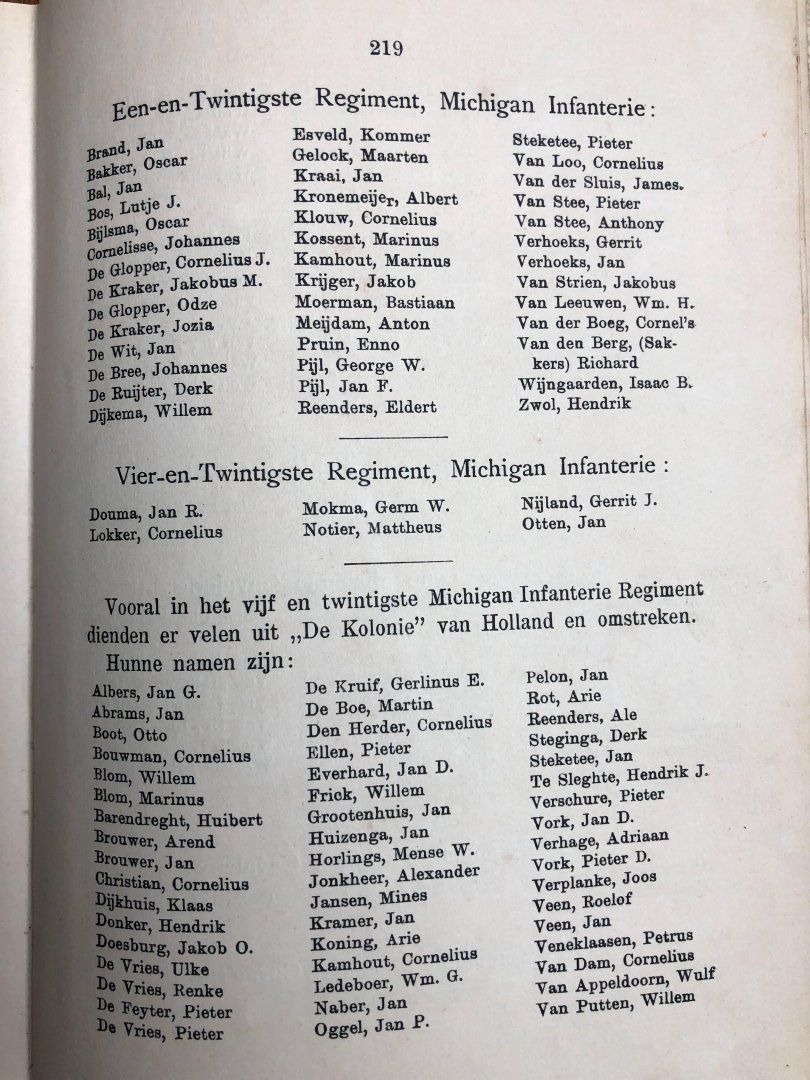 219
Een-en-Twintigste Regiment, Michigan Infanterie:
Brand, Jan
Bakker, Oscar
Bal, Jan
Bos, Lutje J.
Bijlsma, Oscar
Cornelisse, Johannes
De Glopper, Cornelius J.
De Kraker, Jakobus M.
De Glopper, Odze
De Kraker, Jozia
De Wit, Jan
De Bree, Johannes
De Ruijter, Derk
Dijkema, Willem
Esveld, Kommer
Gelock, Maarten
Kraai, Jan
Kronemeijer, Albert
Klouw, Cornelius
Kossent, Marinus
Kamhout, Marinus
Krijger, Jakob
Moerman, Bastiaan
Meijdam, Anton
Pruin, Enno
Pijl, George W.
Pijl, Jan F.
Reenders, Eldert
Steketee, Pieter
Van Loo, Cornelius
Van der Sluis, James.
Van Stee, Pieter
Van Stee, Anthony
Verhoeks, Gerrit
Verhoeks, Jan
Van Strien, Jakobus
Van Leeuwen, Wm. H.
Van der Boeg, Cornel's
Van den Berg, (Sak-
kers) Richard
Wijngaarden, Isaac B.
Zwol, Hendrik
Vier-en-Twintigste Regiment, Michigan Infanterie:
Douma, Jan R.
Lokker, Cornelius
Mokma, Germ W.
Notier, Mattheus
Nijland, Gerrit J.
Otten, Jan
Vooral in het vijf en twintigste Michigan Infanterie Regiment
dienden er velen uit „De Kolonie” van Holland en omstreken.
Hunne namen zijn:
Albers, Jan G.
Abrams, Jan
Boot, Otto
Bouwman, Cornelius
Blom, Willem
Blom, Marinus
Barendreght, Huibert
Brouwer, Arend
Brouwer, Jan
Christian, Cornelius
Dijkhuis, Klaas
Donker, Hendrik
Doesburg, Jakob O.
De Vries, Ulke
De Vries, Renke
De Feyter, Pieter
De Vries, Pieter
De Kruif, Gerlinus E.
De Boe, Martin
Den Herder, Cornelius
Ellen, Pieter
Everhard, Jan D.
Frick, Willem
Grootenhuis, Jan
Huizenga, Jan
Horlings, Mense W.
Jonkheer, Alexander
Jansen, Mines
Kramer, Jan
Koning, Arie
Kamhout, Cornelius
Ledeboer, Wm. G.
Naber, Jan
Oggel, Jan P.
Pelon, Jan
Rot, Arie
Reenders, Ale
Steginga, Derk
Steketee, Jan
Te Sleghte, Hendrik J.
Verschure, Pieter
Vork, Jan D.
Verhage, Adriaan
Vork, Pieter D.
Verplanke, Joos
Veen, Roelof
Veen, Jan
Veneklaasen, Petrus
Van Dam, Cornelius
Van Appeldoorn, Wulf
Van Putten, Willem